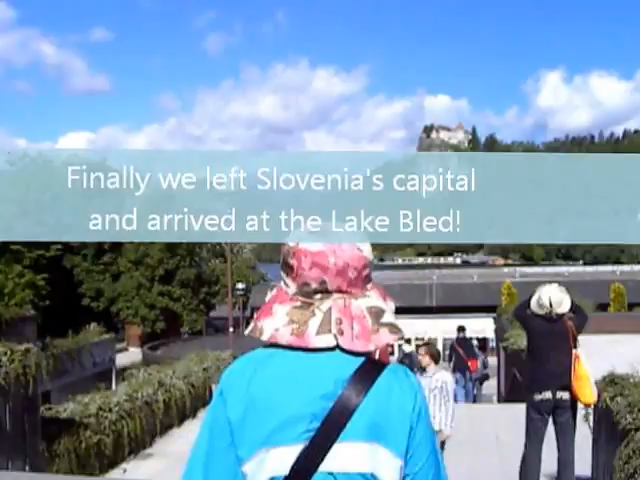 Finally we left Slovenia's capital
and arrived at the Lake Bled!